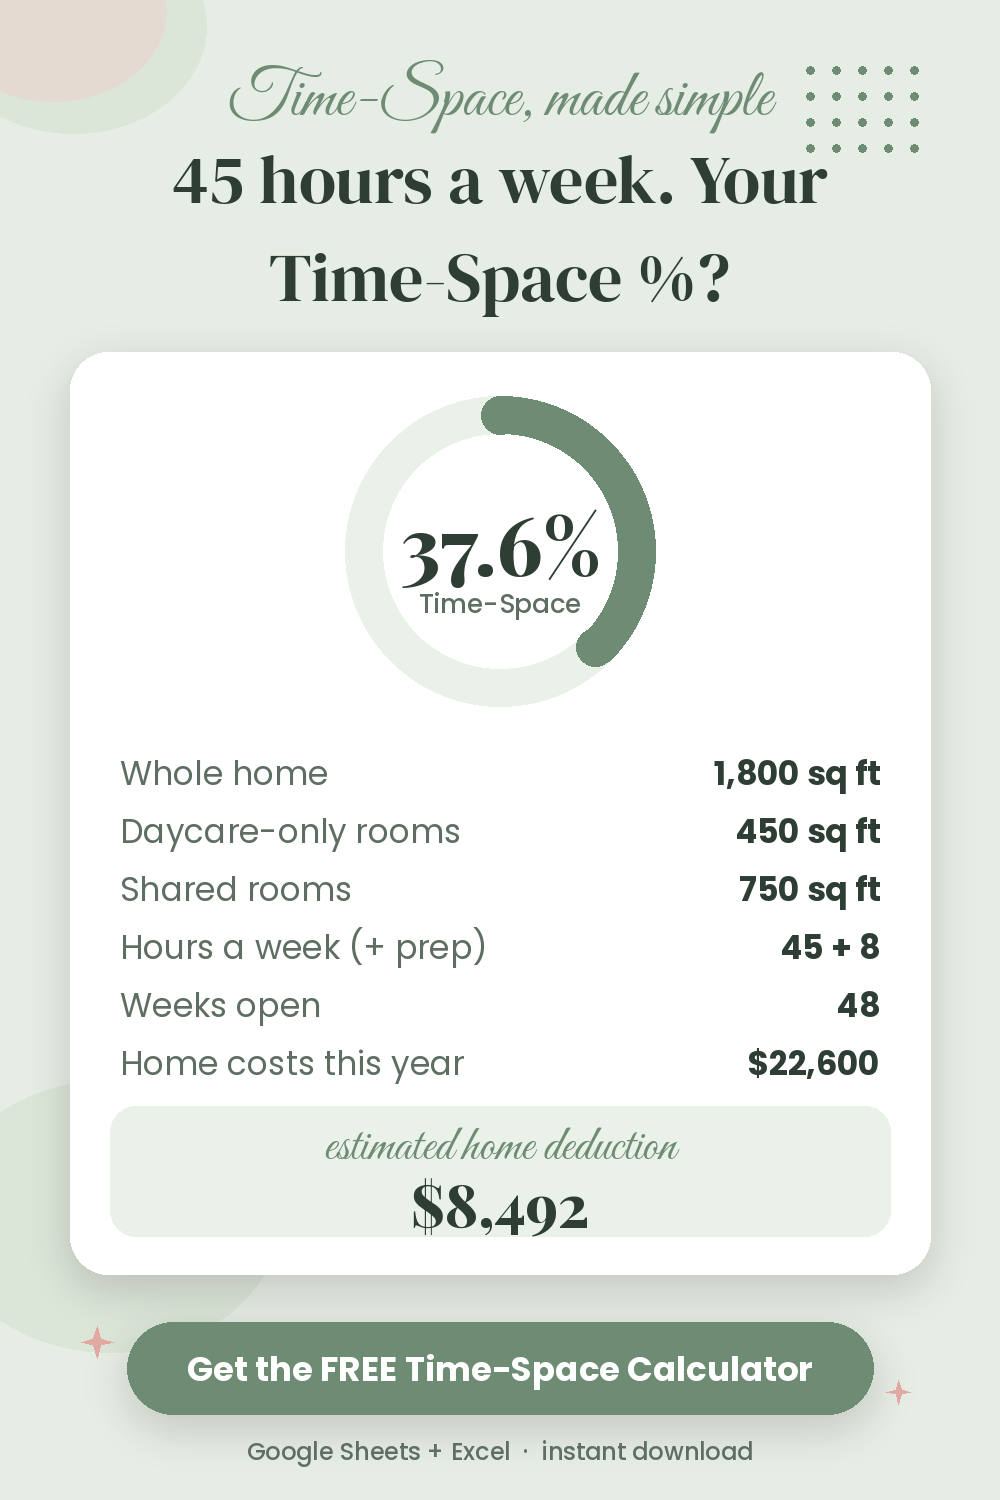 Time-Space, made simple
45 hours a week. Your
Time-Space %?
37.6%
Time-Space
Whole home 1,800 sq ft
Daycare-only rooms 450 sq ft
Shared rooms 750 sq ft
Hours a week (+ prep) 45 + 8
Weeks open 48
Home costs this year $22,600
estimated home deduction
$8,492
Get the FREE Time-Space Calculator
Google Sheets + Excel · instant download